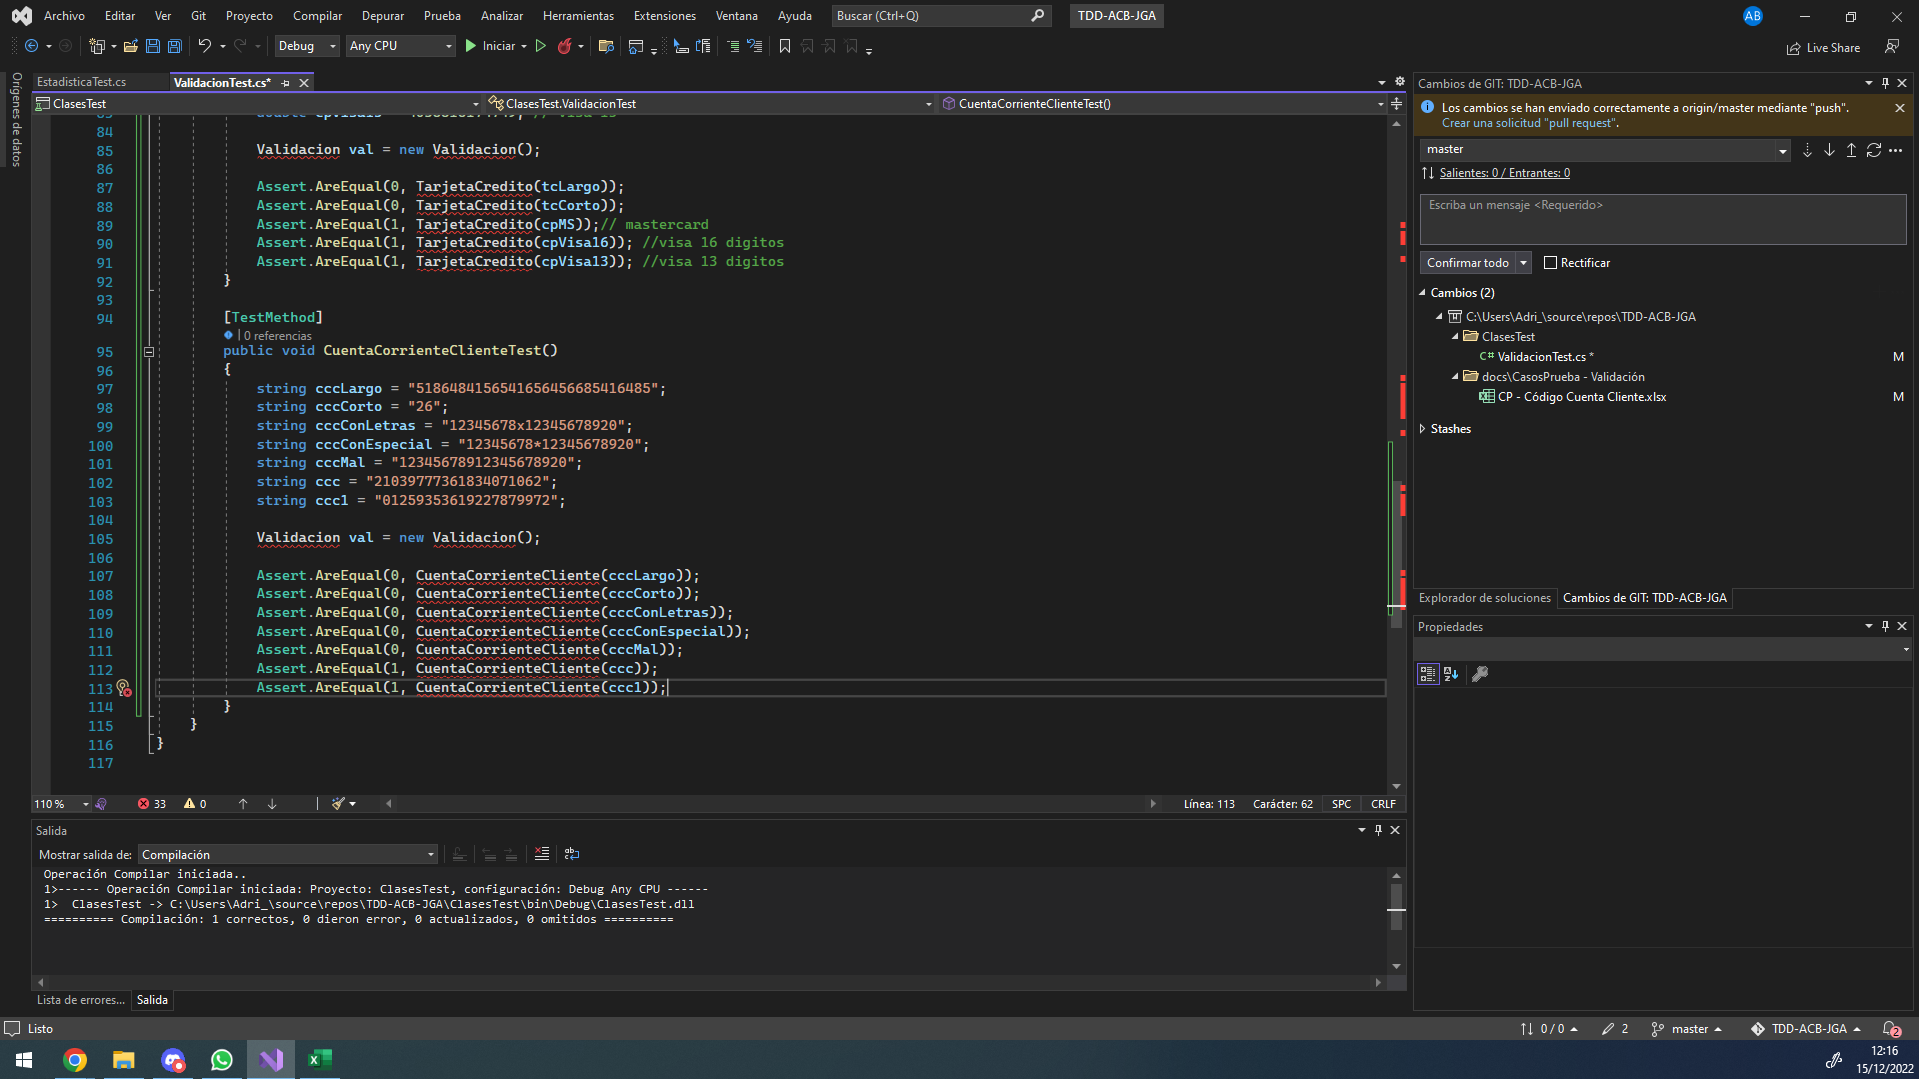 Archivo Editar Ver Git Proyecto Compilar Depurar Prueba Analizar Herramientas Extensiones Ventana Ayuda Buscar (Ctrl+Q) TDD-ACB-JGA AB
Debug Any CPU Iniciar Live Share
Orígenes de datos
EstadisticaTest.cs ValidacionTest.cs*
ClasesTest ClasesTest.ValidacionTest CuentaCorrienteClienteTest()
84
85 Validacion val = new Validacion();
86
87 Assert.AreEqual(0, TarjetaCredito(tcLargo));
88 Assert.AreEqual(0, TarjetaCredito(tcCorto));
89 Assert.AreEqual(1, TarjetaCredito(cpMS));// mastercard
90 Assert.AreEqual(1, TarjetaCredito(cpVisa16)); //visa 16 digitos
91 Assert.AreEqual(1, TarjetaCredito(cpVisa13)); //visa 13 digitos
92 }
93
94 [TestMethod]
| 0 referencias
95 public void CuentaCorrienteClienteTest()
96 {
97 string cccLargo = "5186484156541656456685416485";
98 string cccCorto = "26";
99 string cccConLetras = "12345678x12345678920";
100 string cccConEspecial = "12345678*12345678920";
101 string cccMal = "12345678912345678920";
102 string ccc = "21039777361834071062";
103 string ccc1 = "01259353619227879972";
104
105 Validacion val = new Validacion();
106
107 Assert.AreEqual(0, CuentaCorrienteCliente(cccLargo));
108 Assert.AreEqual(0, CuentaCorrienteCliente(cccCorto));
109 Assert.AreEqual(0, CuentaCorrienteCliente(cccConLetras));
110 Assert.AreEqual(0, CuentaCorrienteCliente(cccConEspecial));
111 Assert.AreEqual(0, CuentaCorrienteCliente(cccMal));
112 Assert.AreEqual(1, CuentaCorrienteCliente(ccc));
113 Assert.AreEqual(1, CuentaCorrienteCliente(ccc1));
114 }
115 }
116 }
117
110 % 33 0 Línea: 113 Carácter: 62 SPC CRLF
Salida
Mostrar salida de: Compilación
Operación Compilar iniciada..
1>------ Operación Compilar iniciada: Proyecto: ClasesTest, configuración: Debug Any CPU ------
1>  ClasesTest -> C:\Users\Adri_\source\repos\TDD-ACB-JGA\ClasesTest\bin\Debug\ClasesTest.dll
========== Compilación: 1 correctos, 0 dieron error, 0 actualizados, 0 omitidos ==========
Lista de errores... Salida
Cambios de GIT: TDD-ACB-JGA
Los cambios se han enviado correctamente a origin/master mediante "push".
Crear una solicitud "pull request".
master
Salientes: 0 / Entrantes: 0
Escriba un mensaje <Requerido>
Confirmar todo Rectificar
Cambios (2)
C:\Users\Adri_\source\repos\TDD-ACB-JGA
ClasesTest
C# ValidacionTest.cs * M
docs\CasosPrueba - Validación
CP - Código Cuenta Cliente.xlsx M
Stashes
Explorador de soluciones Cambios de GIT: TDD-ACB-JGA
Propiedades
Listo 0 / 0 2 master TDD-ACB-JGA 2
12:16
15/12/2022